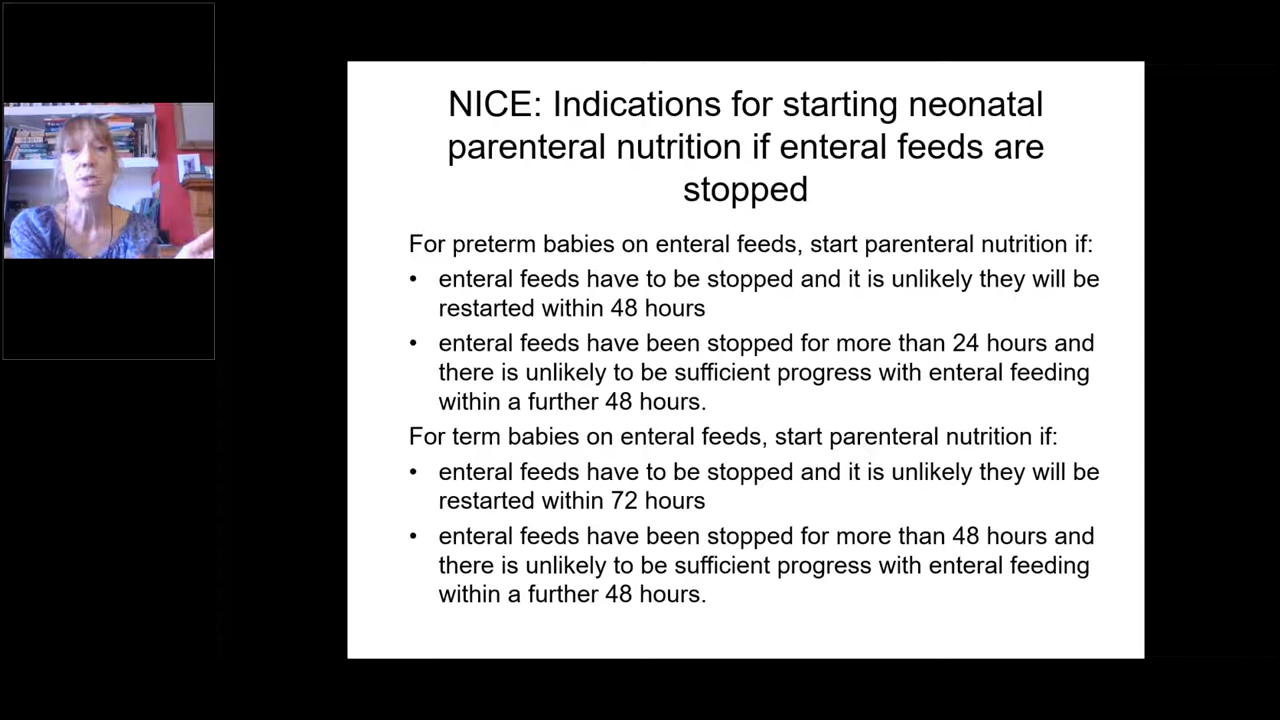 NICE: Indications for starting neonatal
parenteral nutrition if enteral feeds are
stopped
For preterm babies on enteral feeds, start parenteral nutrition if:
• enteral feeds have to be stopped and it is unlikely they will be
restarted within 48 hours
• enteral feeds have been stopped for more than 24 hours and
there is unlikely to be sufficient progress with enteral feeding
within a further 48 hours.
For term babies on enteral feeds, start parenteral nutrition if:
• enteral feeds have to be stopped and it is unlikely they will be
restarted within 72 hours
• enteral feeds have been stopped for more than 48 hours and
there is unlikely to be sufficient progress with enteral feeding
within a further 48 hours.